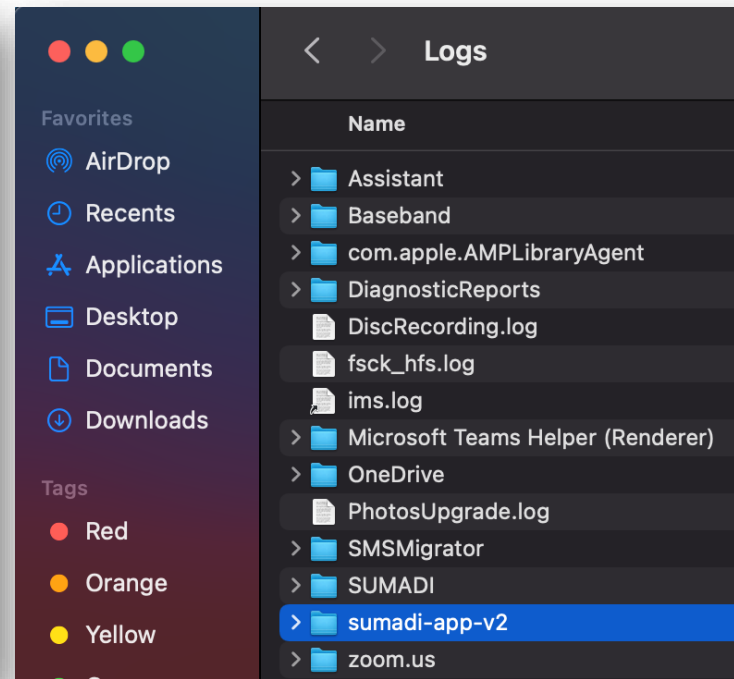 Logs
Favorites
AirDrop
Recents
Applications
Desktop
Documents
Downloads
Tags
Red
Orange
Yellow
Name
Assistant
Baseband
com.apple.AMPLibraryAgent
DiagnosticReports
DiscRecording.log
fsck_hfs.log
ims.log
Microsoft Teams Helper (Renderer)
OneDrive
PhotosUpgrade.log
SMSMigrator
SUMADI
sumadi-app-v2
zoom.us